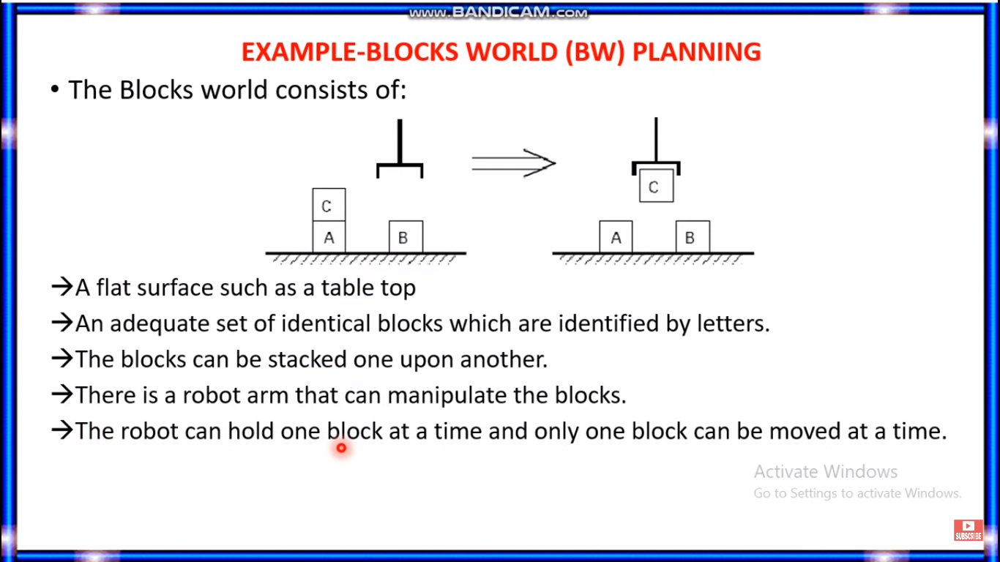 www.BANDICAM.com
EXAMPLE-BLOCKS WORLD (BW) PLANNING
• The Blocks world consists of:
C
C
A
B
A
B
→A flat surface such as a table top
→An adequate set of identical blocks which are identified by letters.
→The blocks can be stacked one upon another.
→There is a robot arm that can manipulate the blocks.
→The robot can hold one block at a time and only one block can be moved at a time.
Activate Windows
Go to Settings to activate Windows.
SUBSCRIBE